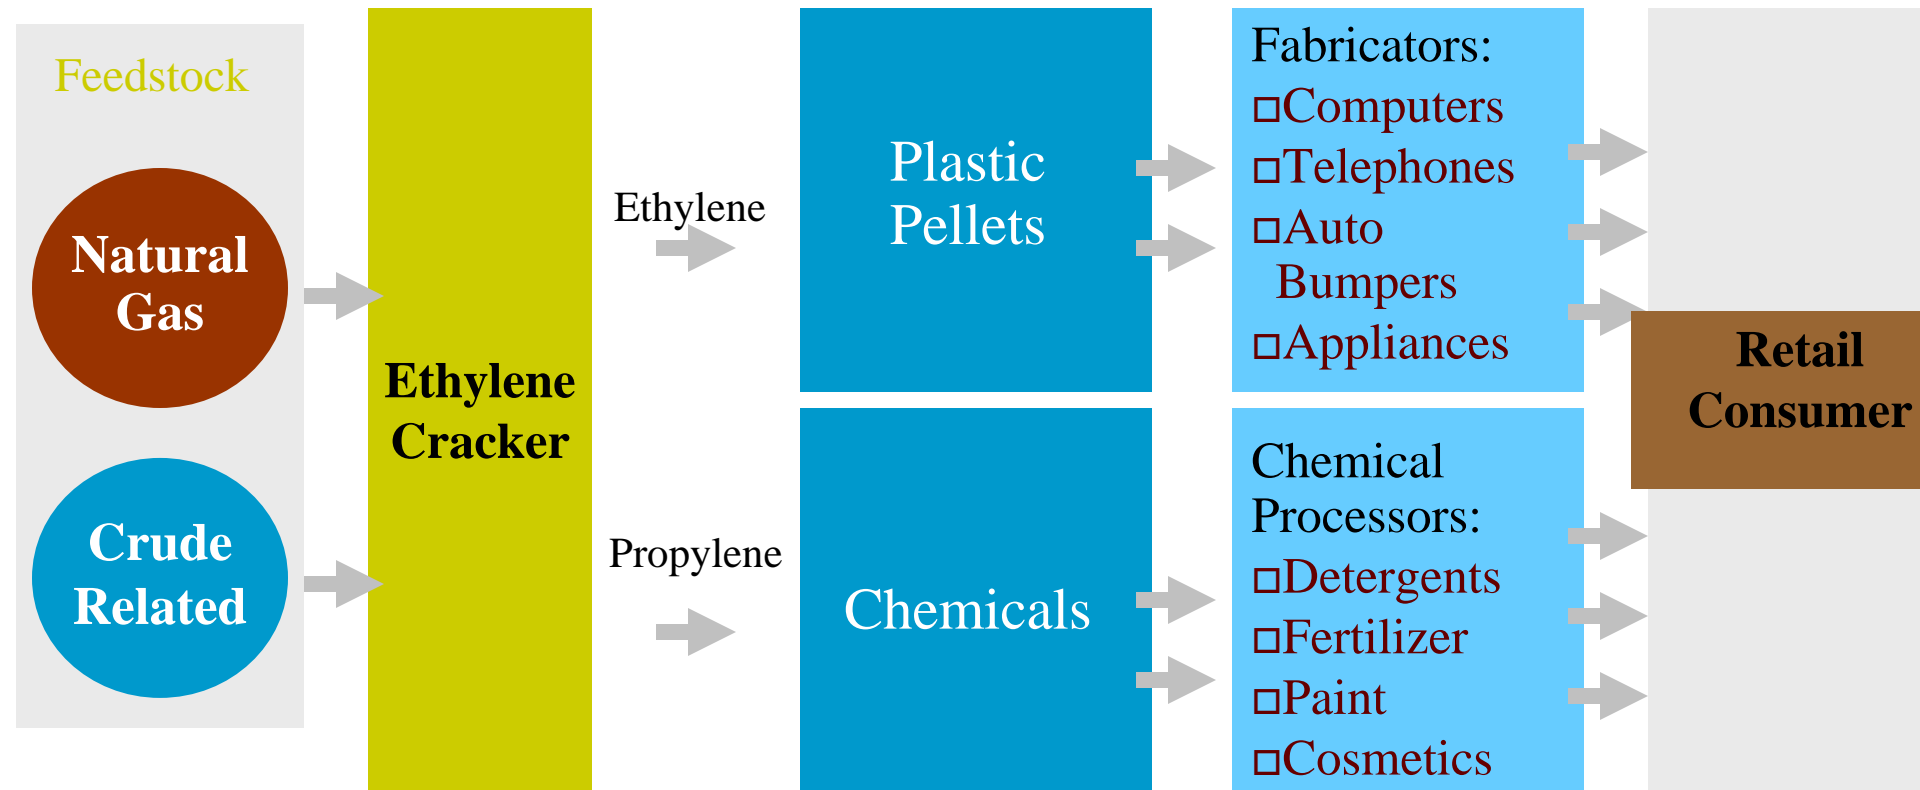 Feedstock
Natural
Gas
Crude
Related
Ethylene
Cracker
Ethylene
Propylene
Plastic
Pellets
Chemicals
Fabricators:
□Computers
□Telephones
□Auto
Bumpers
□Appliances
Chemical
Processors:
□Detergents
□Fertilizer
□Paint
□Cosmetics
Retail
Consumer